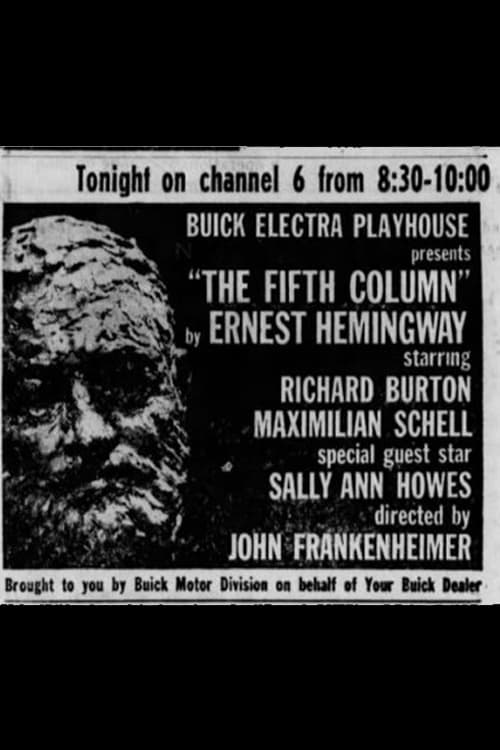 Tonight on channel 6 from 8:30-10:00
BUICK ELECTRA PLAYHOUSE
presents
"THE FIFTH COLUMN"
by ERNEST HEMINGWAY
starring
RICHARD BURTON
MAXIMILIAN SCHELL
special guest star
SALLY ANN HOWES
directed by
JOHN FRANKENHEIMER
Brought to you by Buick Motor Division on behalf of Your Buick Dealer